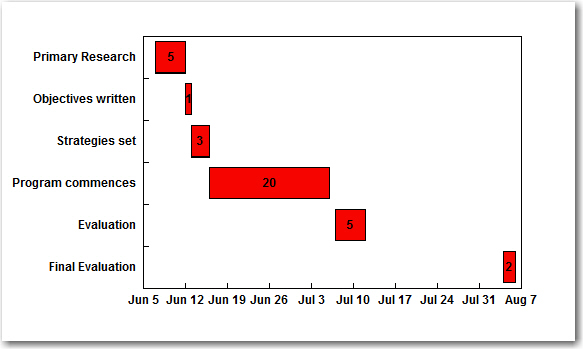 Primary Research 5
Objectives written 1
Strategies set 3
Program commences 20
Evaluation 5
Final Evaluation 2
Jun 5 Jun 12 Jun 19 Jun 26 Jul 3 Jul 10 Jul 17 Jul 24 Jul 31 Aug 7